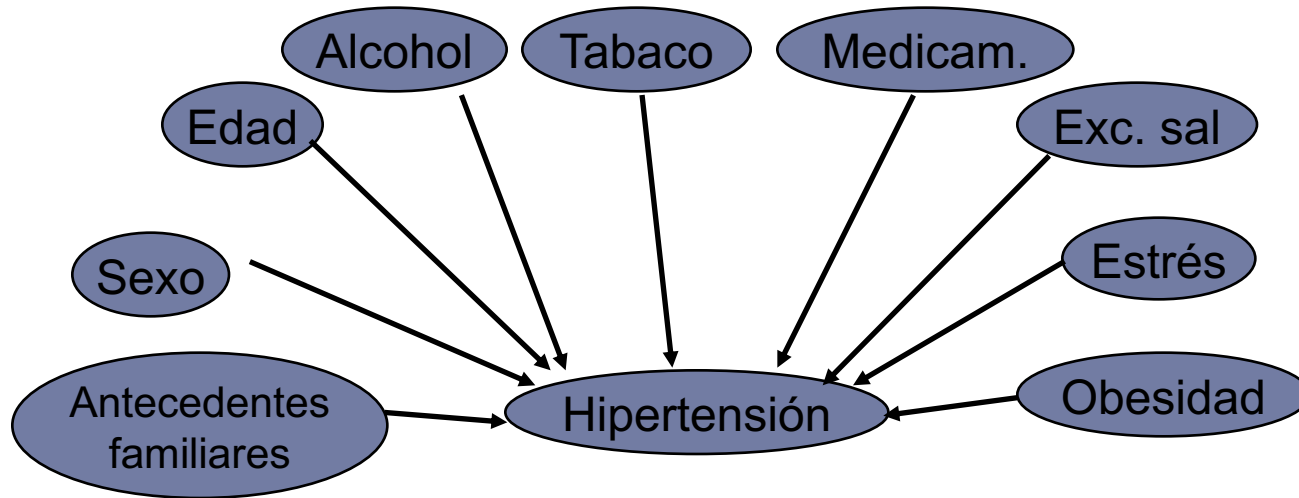 Alcohol
Tabaco
Medicam.
Edad
Exc. sal
Sexo
Estrés
Antecedentes
familiares
Hipertensión
Obesidad